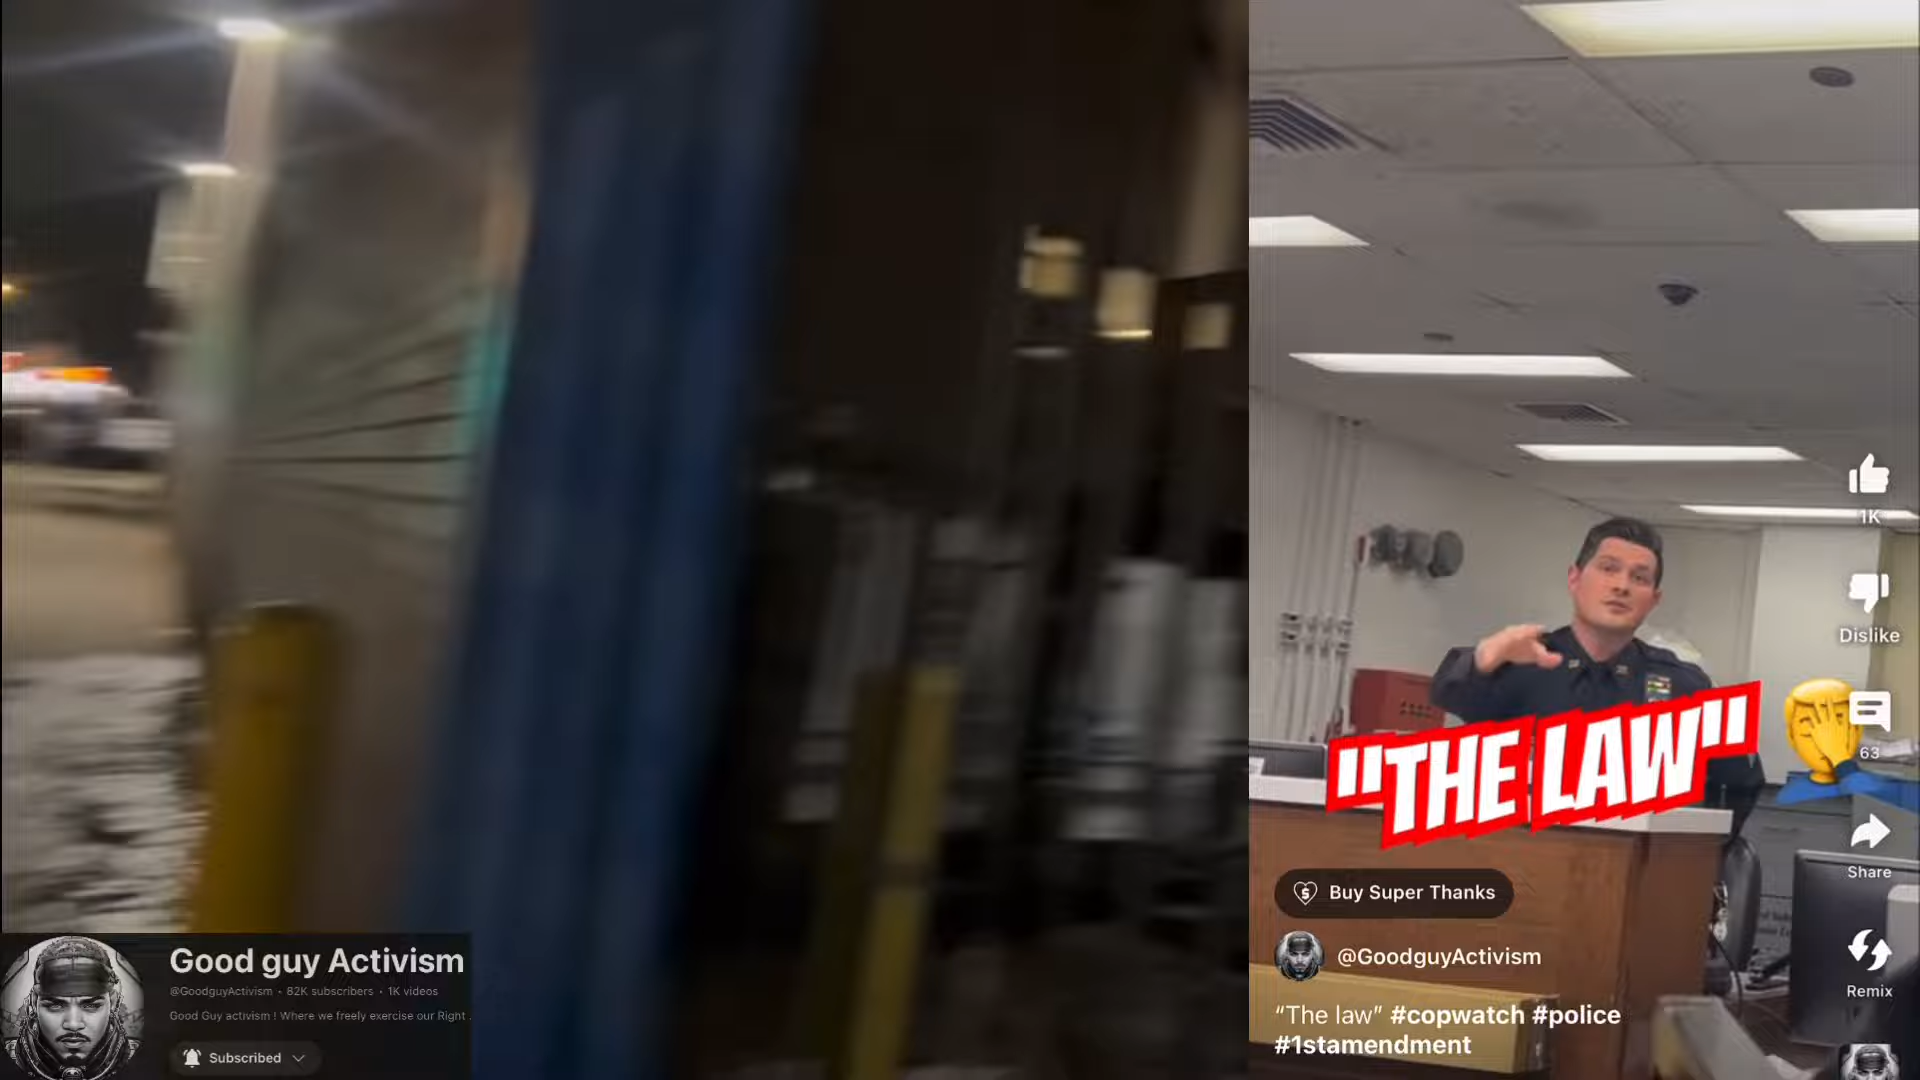 Good guy Activism
@GoodguyActivism • 82K subscribers • 1K videos
Good Guy activism ! Where we freely exercise our Right .
Subscribed
"THE LAW"
1K
Dislike
63
Share
Remix
Buy Super Thanks
@GoodguyActivism
“The law” #copwatch #police
#1stamendment